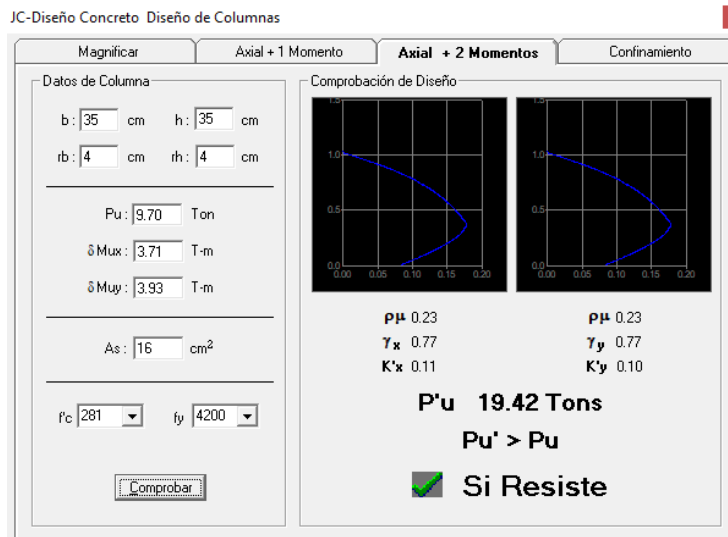 JC-Diseño Concreto Diseño de Columnas
Magnificar Axial + 1 Momento Axial + 2 Momentos Confinamiento
Datos de Columna
b: 35 cm h: 35 cm
rb: 4 cm rh: 4 cm
Pu: 9.70 Ton
δ Mux: 3.71 T-m
δ Muy: 3.93 T-m
As: 16 cm²
f'c 281 fy 4200
Comprobar
Comprobación de Diseño
1.5
1.0
0.5
0.0
0.00 0.05 0.10 0.15 0.20
1.5
1.0
0.5
0.0
0.00 0.05 0.10 0.15 0.20
ρμ 0.23 ρμ 0.23
γx 0.77 γy 0.77
K'x 0.11 K'y 0.10
P'u 19.42 Tons
Pu' > Pu
Si Resiste